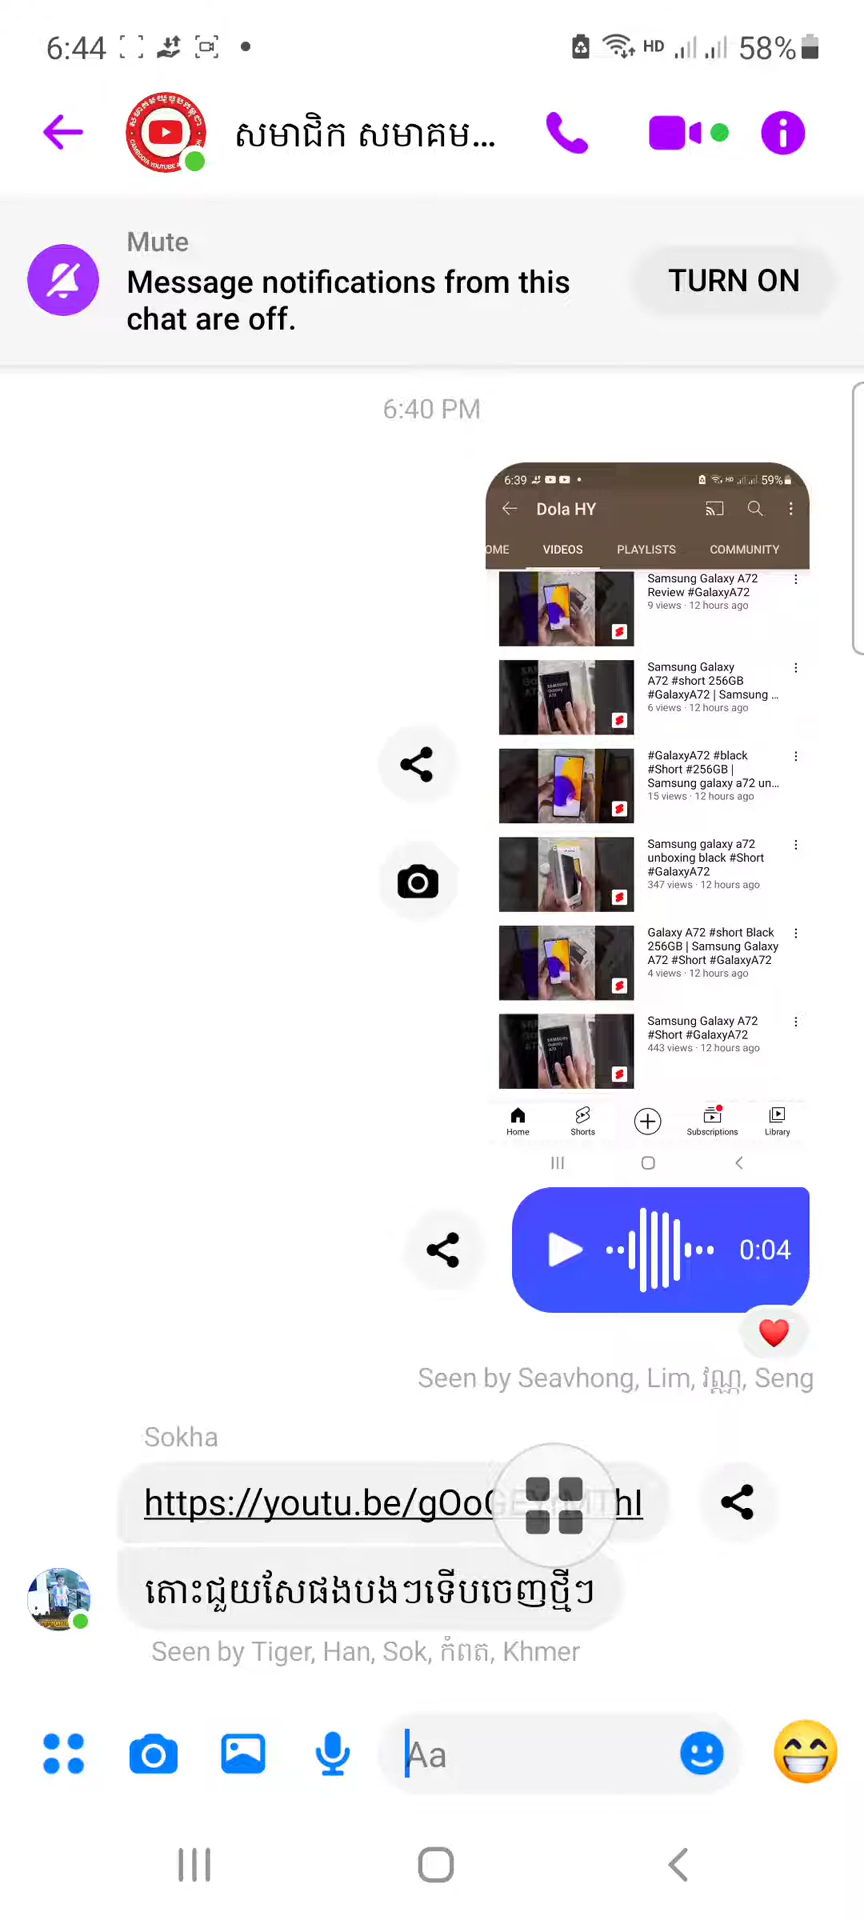 6:44
HD
58%
សមាជិក សមាគម...
Mute
Message notifications from this
chat are off.
TURN ON
6:40 PM
6:39
HD
59%
Dola HY
OME VIDEOS PLAYLISTS COMMUNITY
Samsung Galaxy A72
Review #GalaxyA72
9 views · 12 hours ago
Samsung Galaxy
A72 #short 256GB
#GalaxyA72 | Samsung ...
6 views · 12 hours ago
#GalaxyA72 #black
#Short #256GB |
Samsung galaxy a72 un...
15 views · 12 hours ago
Samsung galaxy a72
unboxing black #Short
#GalaxyA72
347 views · 12 hours ago
Galaxy A72 #short Black
256GB | Samsung Galaxy
A72 #Short #GalaxyA72
4 views · 12 hours ago
Samsung Galaxy A72
#Short #GalaxyA72
443 views · 12 hours ago
Home Shorts Subscriptions Library
0:04
Seen by Seavhong, Lim, វណ្ណ, Seng
Sokha
តោះជួយសែផងបងៗទើបចេញថ្មីៗ
Seen by Tiger, Han, Sok, កំពត, Khmer
Aa